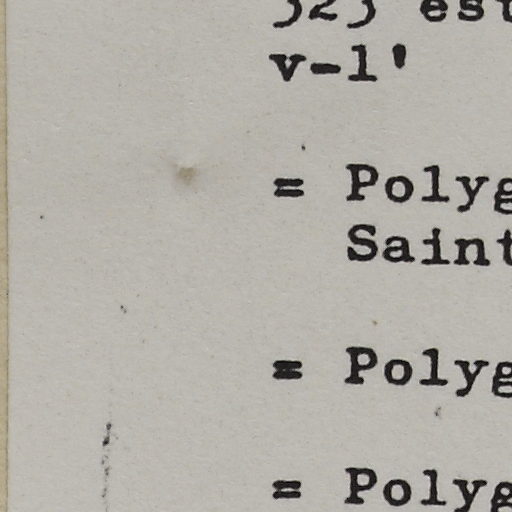 v-1'
= Polyg
Saint
= Polyg
= Polyg